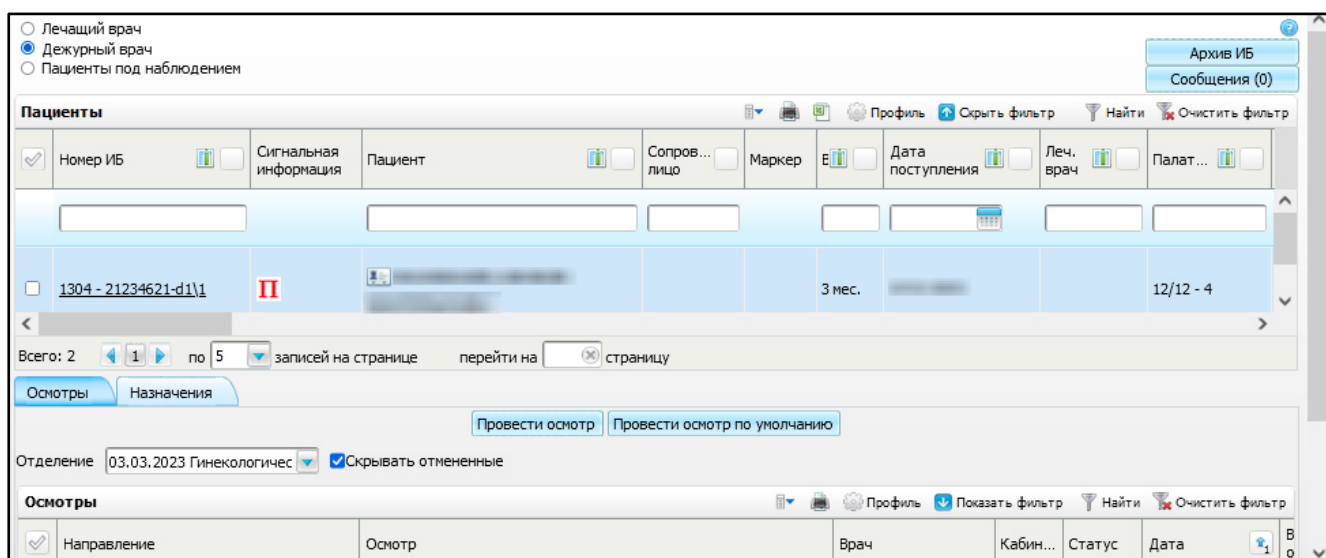 Лечащий врач
Дежурный врач
Пациенты под наблюдением
Архив ИБ
Сообщения (0)
Пациенты Профиль Скрыть фильтр Найти Очистить фильтр
Номер ИБ Сигнальная информация Пациент Сопров... лицо Маркер В Дата поступления Леч. врач Палат...
1304 - 21234621-d1\1 П 3 мес. 12/12 - 4
Всего: 2 1 по 5 записей на странице перейти на страницу
Осмотры Назначения
Провести осмотр Провести осмотр по умолчанию
Отделение 03.03.2023 Гинекологичес Скрывать отмененные
Осмотры Профиль Показать фильтр Найти Очистить фильтр
Направление Осмотр Врач Кабин... Статус Дата 1 В